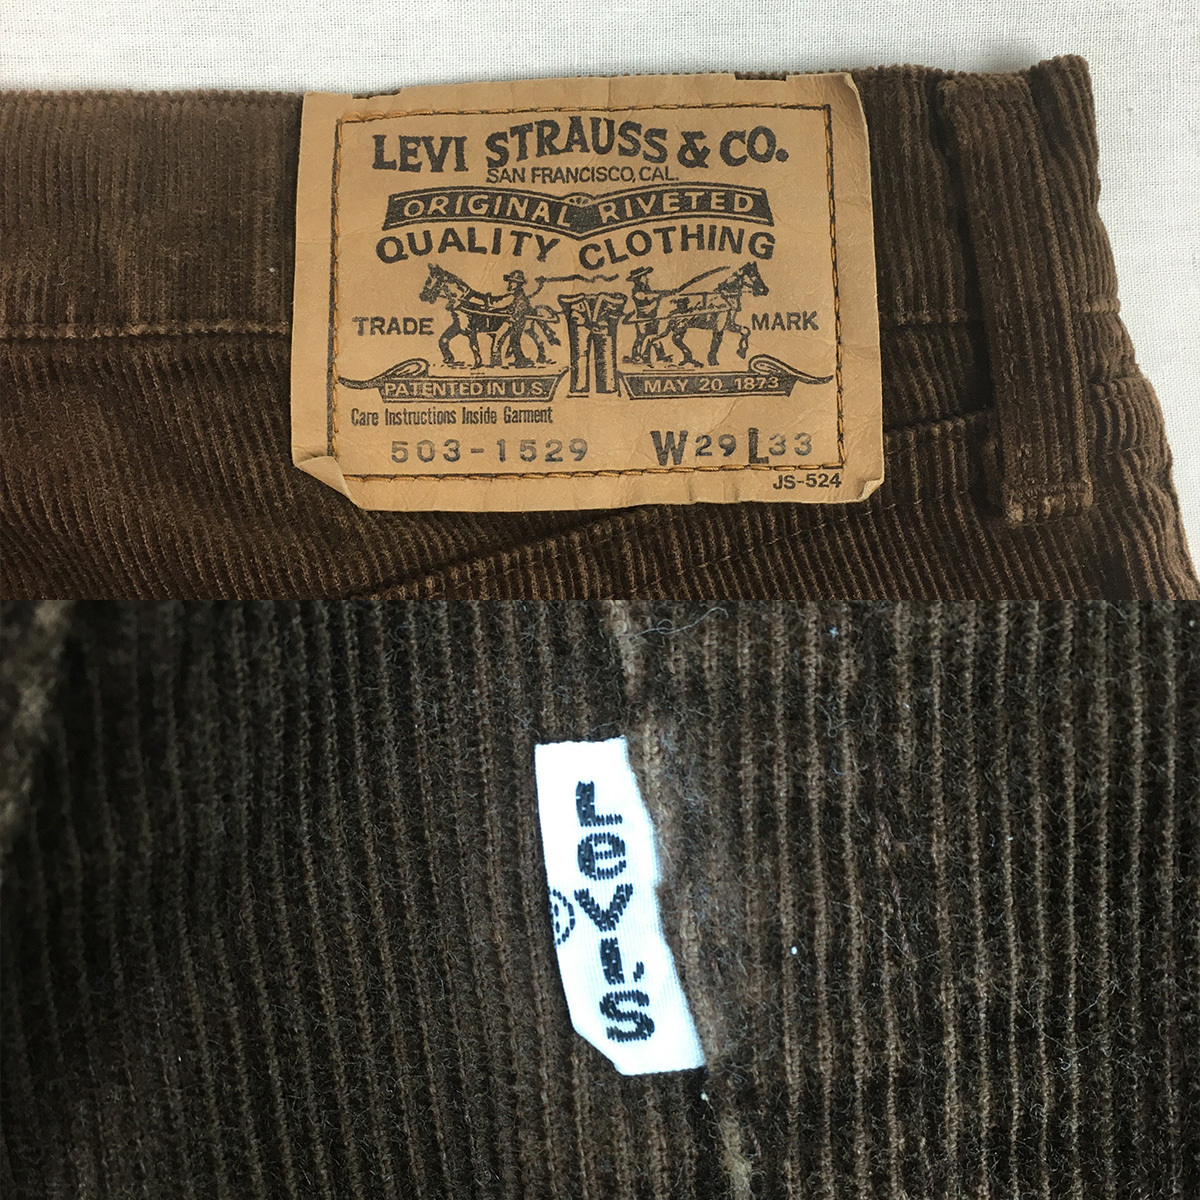 LEVI STRAUSS & CO.
SAN FRANCISCO, CAL.
ORIGINAL RIVETED
QUALITY CLOTHING
TRADE MARK
PATENTED IN U.S. MAY 20 1873
Care Instructions Inside Garment
503-1529 W29 L33
JS-524
LeVI'S
®